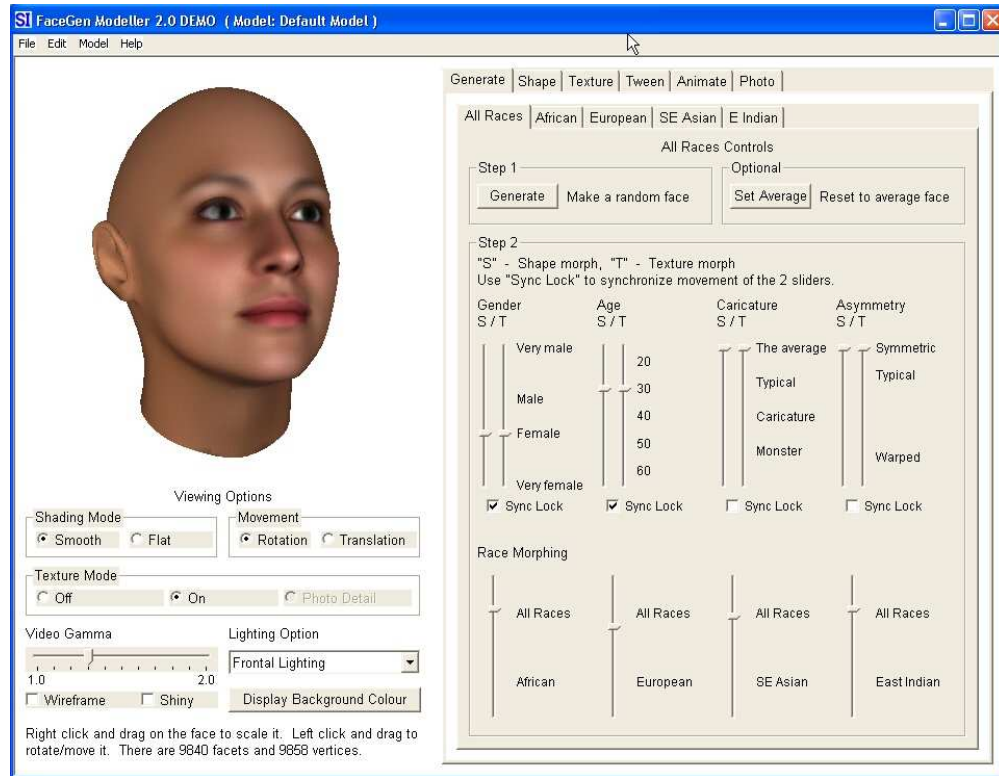 SI FaceGen Modeller 2.0 DEMO ( Model: Default Model )
File Edit Model Help
Generate Shape Texture Tween Animate Photo
All Races African European SE Asian E Indian
All Races Controls
Step 1
Generate Make a random face
Optional
Set Average Reset to average face
Step 2
"S" - Shape morph, "T" - Texture morph
Use "Sync Lock" to synchronize movement of the 2 sliders.
Gender
S / T
Very male
Male
Female
Very female
Sync Lock
Age
S / T
20
30
40
50
60
Sync Lock
Caricature
S / T
The average
Typical
Caricature
Monster
Sync Lock
Asymmetry
S / T
Symmetric
Typical
Warped
Sync Lock
Race Morphing
All Races
African
All Races
European
All Races
SE Asian
All Races
East Indian
Viewing Options
Shading Mode
Smooth Flat
Movement
Rotation Translation
Texture Mode
Off On Photo Detail
Video Gamma
1.0 2.0
Wireframe Shiny
Lighting Option
Frontal Lighting
Display Background Colour
Right click and drag on the face to scale it. Left click and drag to
rotate/move it. There are 9840 facets and 9858 vertices.